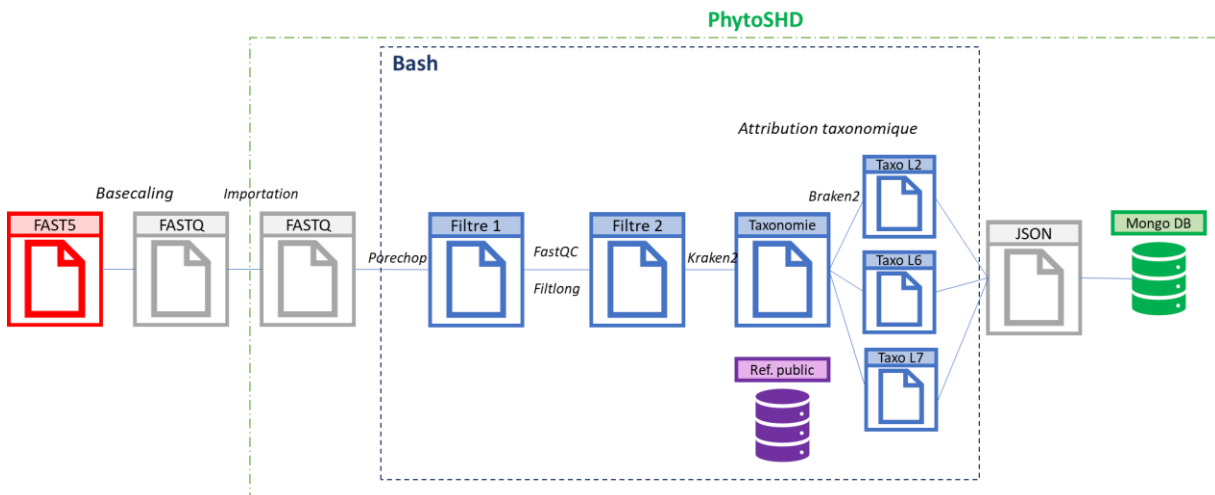 PhytoSHD
Bash
Attribution taxonomique
Basecaling
Importation
FAST5
FASTQ
FASTQ
Porechop
Filtre 1
FastQC
Filtlong
Filtre 2
Kraken2
Taxonomie
Braken2
Taxo L2
Taxo L6
Taxo L7
Ref. public
JSON
Mongo DB